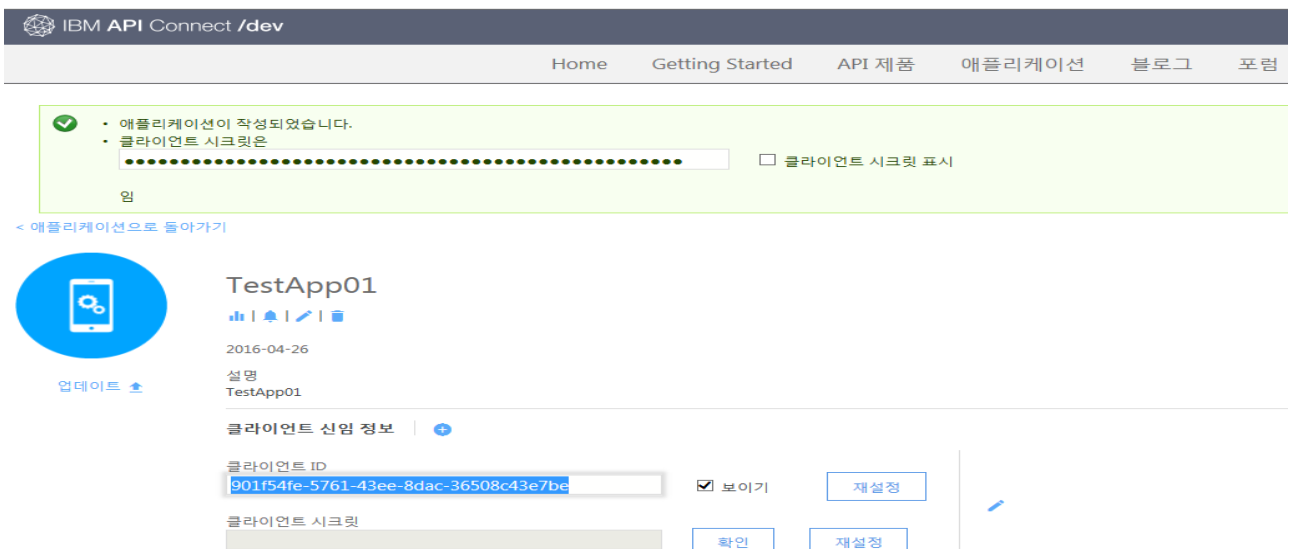 IBM API Connect /dev
Home Getting Started API 제품 애플리케이션 블로그 포럼
• 애플리케이션이 작성되었습니다.
• 클라이언트 시크릿은
●●●●●●●●●●●●●●●●●●●●●●●●●●●●●●●●●●●●●●●●●●●●●●●●●● 클라이언트 시크릿 표시
임
< 애플리케이션으로 돌아가기
TestApp01
2016-04-26
업데이트
설명
TestApp01
클라이언트 신임 정보
클라이언트 ID
901f54fe-5761-43ee-8dac-36508c43e7be 보이기 재설정
클라이언트 시크릿
확인 재설정